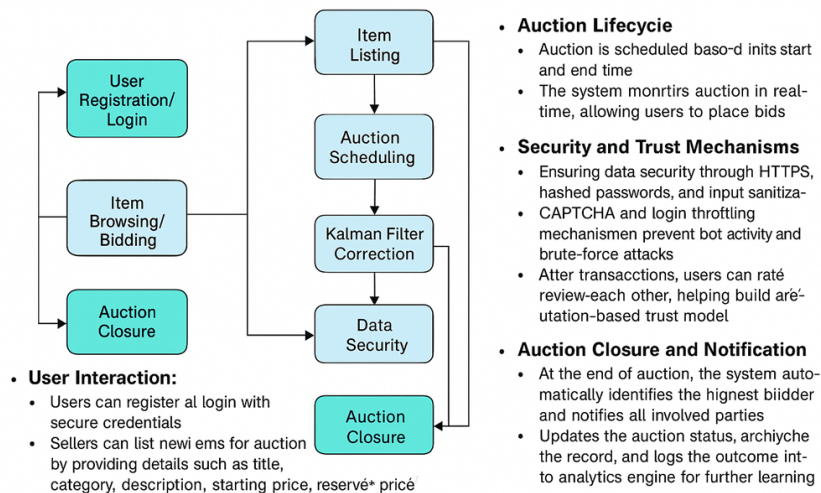 User
Registration/
Login
Item
Browsing/
Bidding
Auction
Closure
Item
Listing
Auction
Scheduling
Kalman Filter
Correction
Data
Security
Auction
Closure
• User Interaction:
• Users can register al login with
secure credentials
• Sellers can list newi ems for auction
by providing details such as title,
category, description, starting price, reservé* pricé
• Auction Lifecycie
• Auction is scheduled baso-d inits start
and end time
• The system monrtirs auction in real-
time, allowing users to place bids
• Security and Trust Mechanisms
• Ensuring data security through HTTPS,
hashed passwords, and input sanitiza-
• CAPTCHA and login throftling
mechanismen prevent bot activity and
brute-force attacks
• Atter transacctions, users can raté
review-each other, helping build aŕe-
utation-based trust model
• Auction Closure and Notification
• At the end of auction, the system auto-
matically identifies the highnest biidder
and notifies all involved parties
• Updates the auction status, archiyche
the record, and logs the outcome int-
to analytics engine for further learning